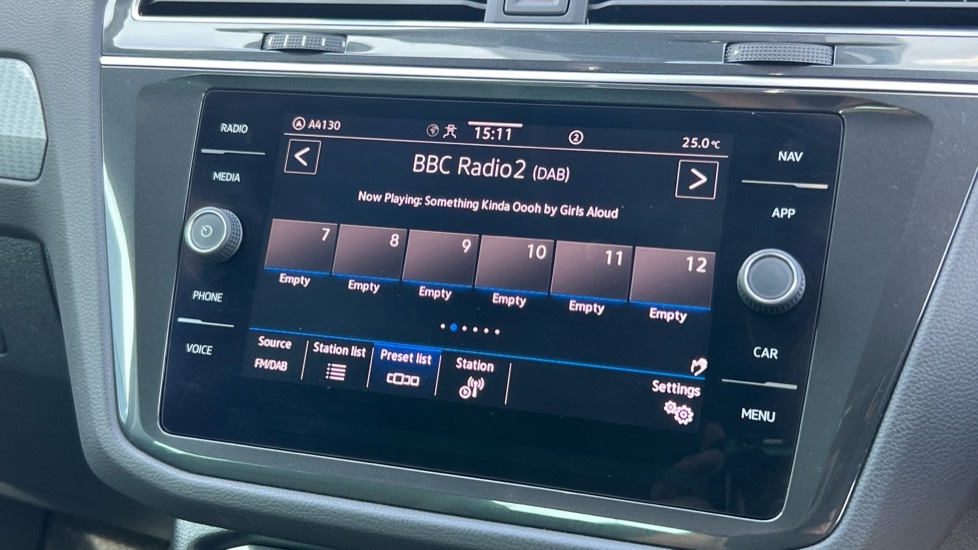 RADIO
MEDIA
PHONE
VOICE
A4130
15:11
2
25.0°C
BBC Radio2 (DAB)
Now Playing: Something Kinda Oooh by Girls Aloud
7 8 9 10 11 12
Empty Empty Empty Empty Empty Empty
Source Station list Preset list Station Settings
FM/DAB
NAV
APP
CAR
MENU